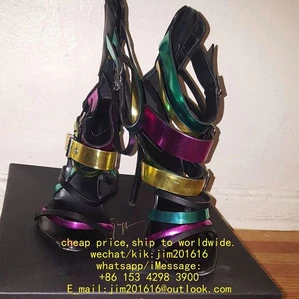 cheap price,ship to worldwide.
wechat/kik:jim201616
whatsapp/iMessage:
+86 153 4298 3900
E_mail:jim201616@outlook.com